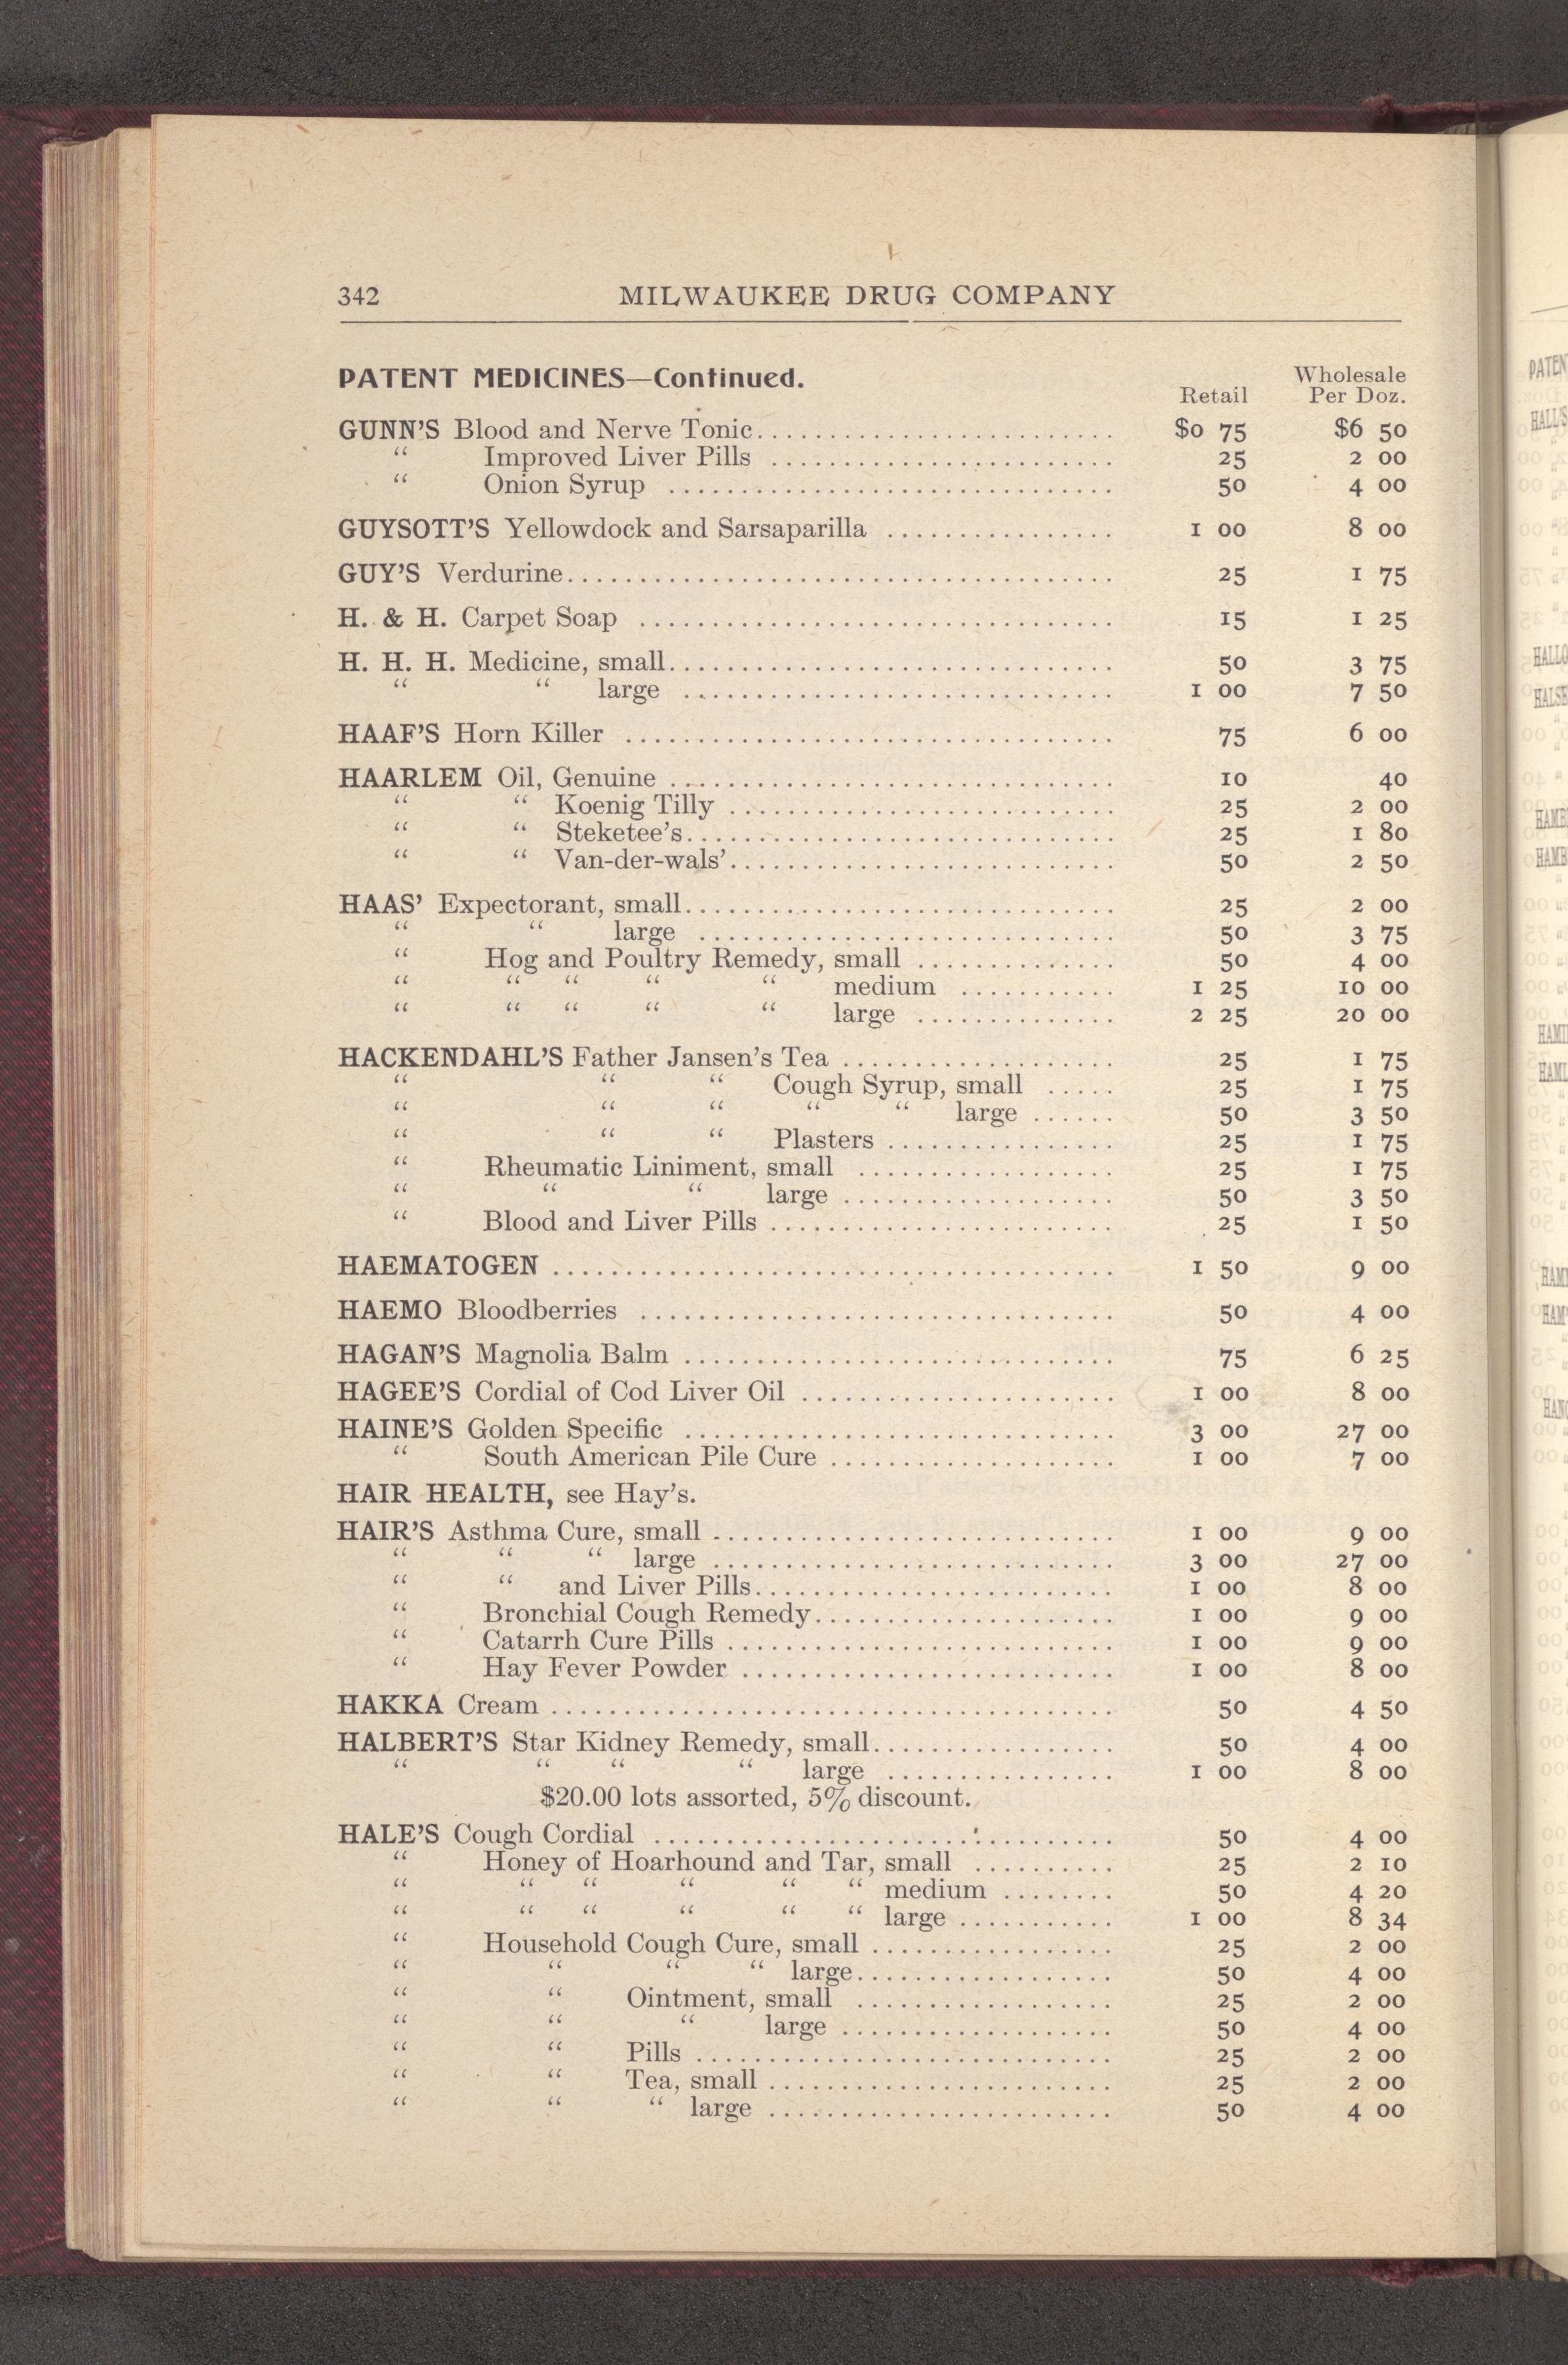 342 MILWAUKEE DRUG COMPANY
PATENT MEDICINES—Continued.
Retail Wholesale Per Doz.
GUNN'S Blood and Nerve Tonic.......................... $0 75 $6 50
“ Improved Liver Pills ........................ 25 2 00
“ Onion Syrup ............................... 50 4 00
GUYSOTT'S Yellowdock and Sarsaparilla ................ 1 00 8 00
GUY'S Verdurine...................................... 25 1 75
H. & H. Carpet Soap ................................. 15 1 25
H. H. H. Medicine, small............................... 50 3 75
“ “ large .............................. 1 00 7 50
HAAF'S Horn Killer .................................. 75 6 00
HAARLEM Oil, Genuine ............................... 10 40
“ “ Koenig Tilly ........................... 25 2 00
“ “ Steketee's.............................. 25 1 80
“ “ Van-der-wals'........................... 50 2 50
HAAS' Expectorant, small.............................. 25 2 00
“ “ large ............................. 50 3 75
“ Hog and Poultry Remedy, small .............. 50 4 00
“ “ “ “ “ medium ........... 1 25 10 00
“ “ “ “ “ large .............. 2 25 20 00
HACKENDAHL'S Father Jansen's Tea ................... 25 1 75
“ “ “ Cough Syrup, small ..... 25 1 75
“ “ “ “ “ large ...... 50 3 50
“ “ “ Plasters ................ 25 1 75
“ Rheumatic Liniment, small .................. 25 1 75
“ “ “ large ................... 50 3 50
“ Blood and Liver Pills ........................ 25 1 50
HAEMATOGEN ....................................... 1 50 9 00
HAEMO Bloodberries ................................. 50 4 00
HAGAN'S Magnolia Balm .............................. 75 6 25
HAGEE'S Cordial of Cod Liver Oil ...................... 1 00 8 00
HAINE'S Golden Specific .............................. 3 00 27 00
“ South American Pile Cure .................... 1 00 7 00
HAIR HEALTH, see Hay's.
HAIR'S Asthma Cure, small ............................ 1 00 9 00
“ “ “ large ............................ 3 00 27 00
“ “ and Liver Pills......................... 1 00 8 00
“ Bronchial Cough Remedy..................... 1 00 9 00
“ Catarrh Cure Pills ........................... 1 00 9 00
“ Hay Fever Powder .......................... 1 00 8 00
HAKKA Cream ....................................... 50 4 50
HALBERT'S Star Kidney Remedy, small................. 50 4 00
“ “ “ “ large ................ 1 00 8 00
$20.00 lots assorted, 5% discount.
HALE'S Cough Cordial ................................ 50 4 00
“ Honey of Hoarhound and Tar, small .......... 25 2 10
“ “ “ “ “ “ medium ........ 50 4 20
“ “ “ “ “ “ large ........... 1 00 8 34
“ Household Cough Cure, small ................. 25 2 00
“ “ “ “ large.................. 50 4 00
“ “ Ointment, small .................. 25 2 00
“ “ “ large ................... 50 4 00
“ “ Pills ............................. 25 2 00
“ “ Tea, small ........................ 25 2 00
“ “ “ large ........................ 50 4 00